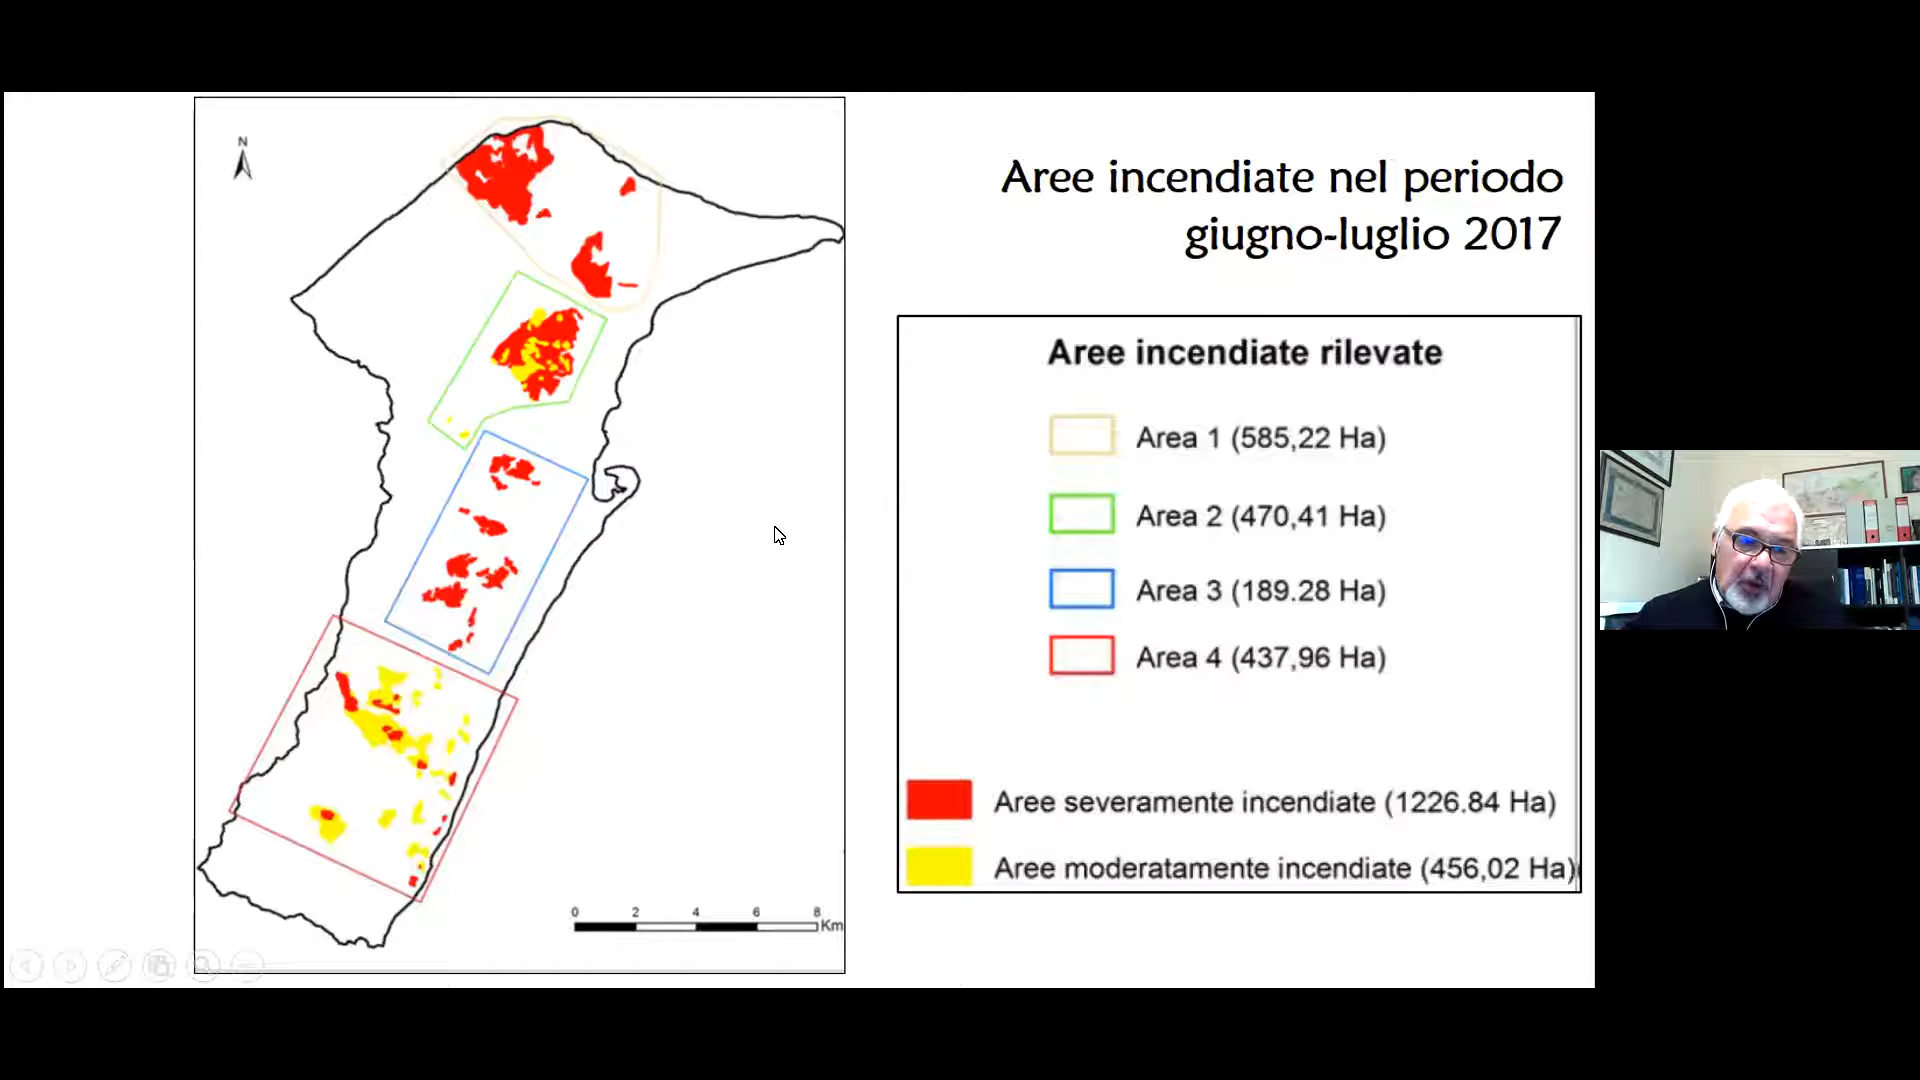 N
Aree incendiate nel periodo
giugno-luglio 2017
Aree incendiate rilevate
Area 1 (585,22 Ha)
Area 2 (470,41 Ha)
Area 3 (189.28 Ha)
Area 4 (437,96 Ha)
Aree severamente incendiate (1226.84 Ha)
Aree moderatamente incendiate (456,02 Ha)
0 2 4 6 8
Km